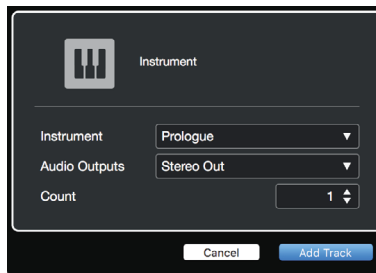 Instrument
Instrument Prologue
Audio Outputs Stereo Out
Count 1
Cancel Add Track